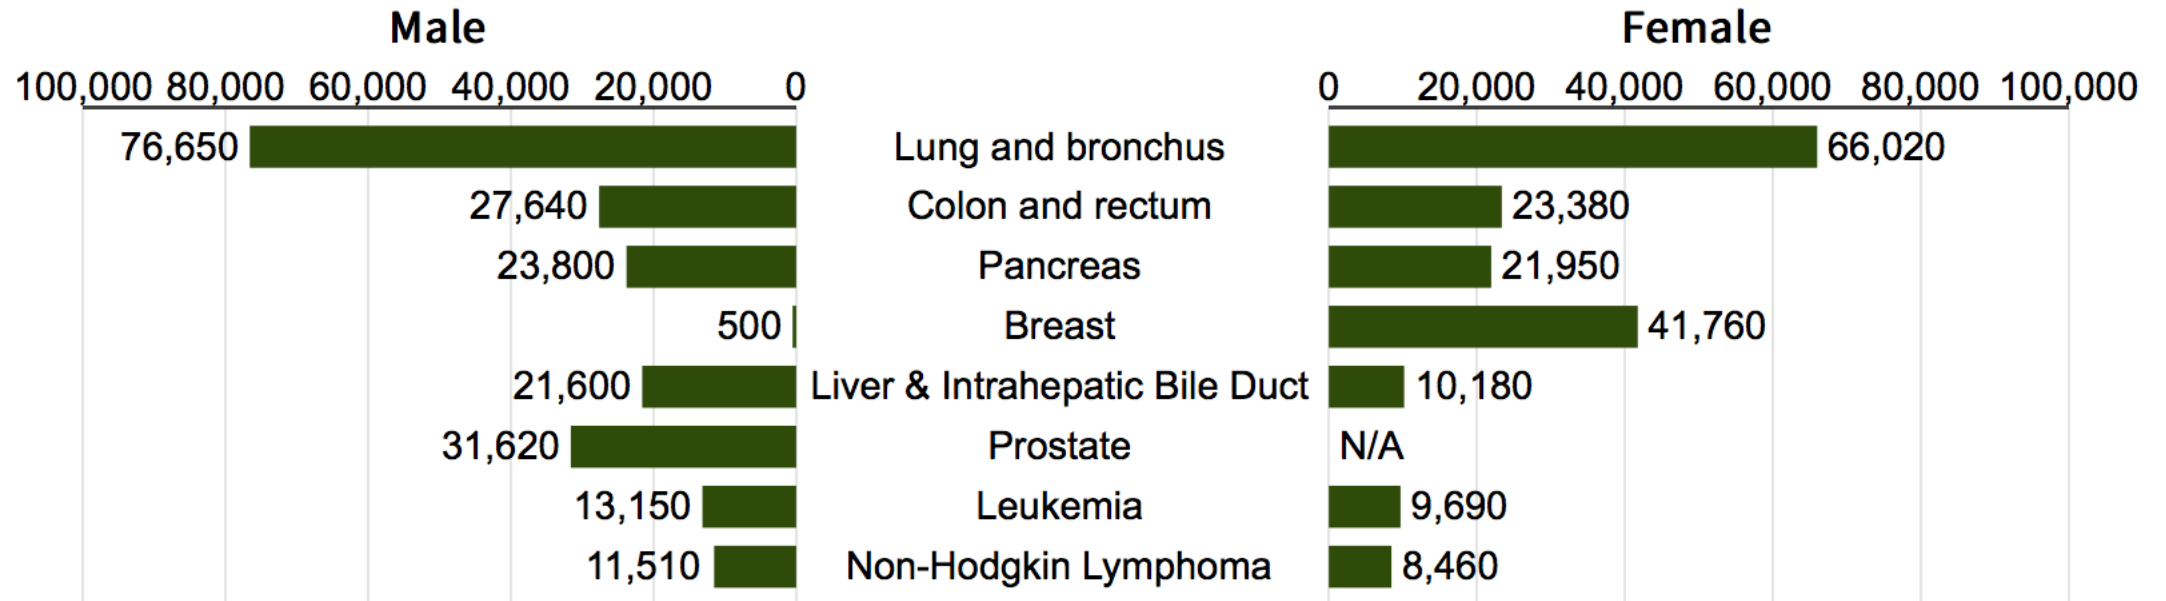 Male Female
100,000 80,000 60,000 40,000 20,000 0 0 20,000 40,000 60,000 80,000 100,000
76,650 Lung and bronchus 66,020
27,640 Colon and rectum 23,380
23,800 Pancreas 21,950
500 Breast 41,760
21,600 Liver & Intrahepatic Bile Duct 10,180
31,620 Prostate N/A
13,150 Leukemia 9,690
11,510 Non-Hodgkin Lymphoma 8,460